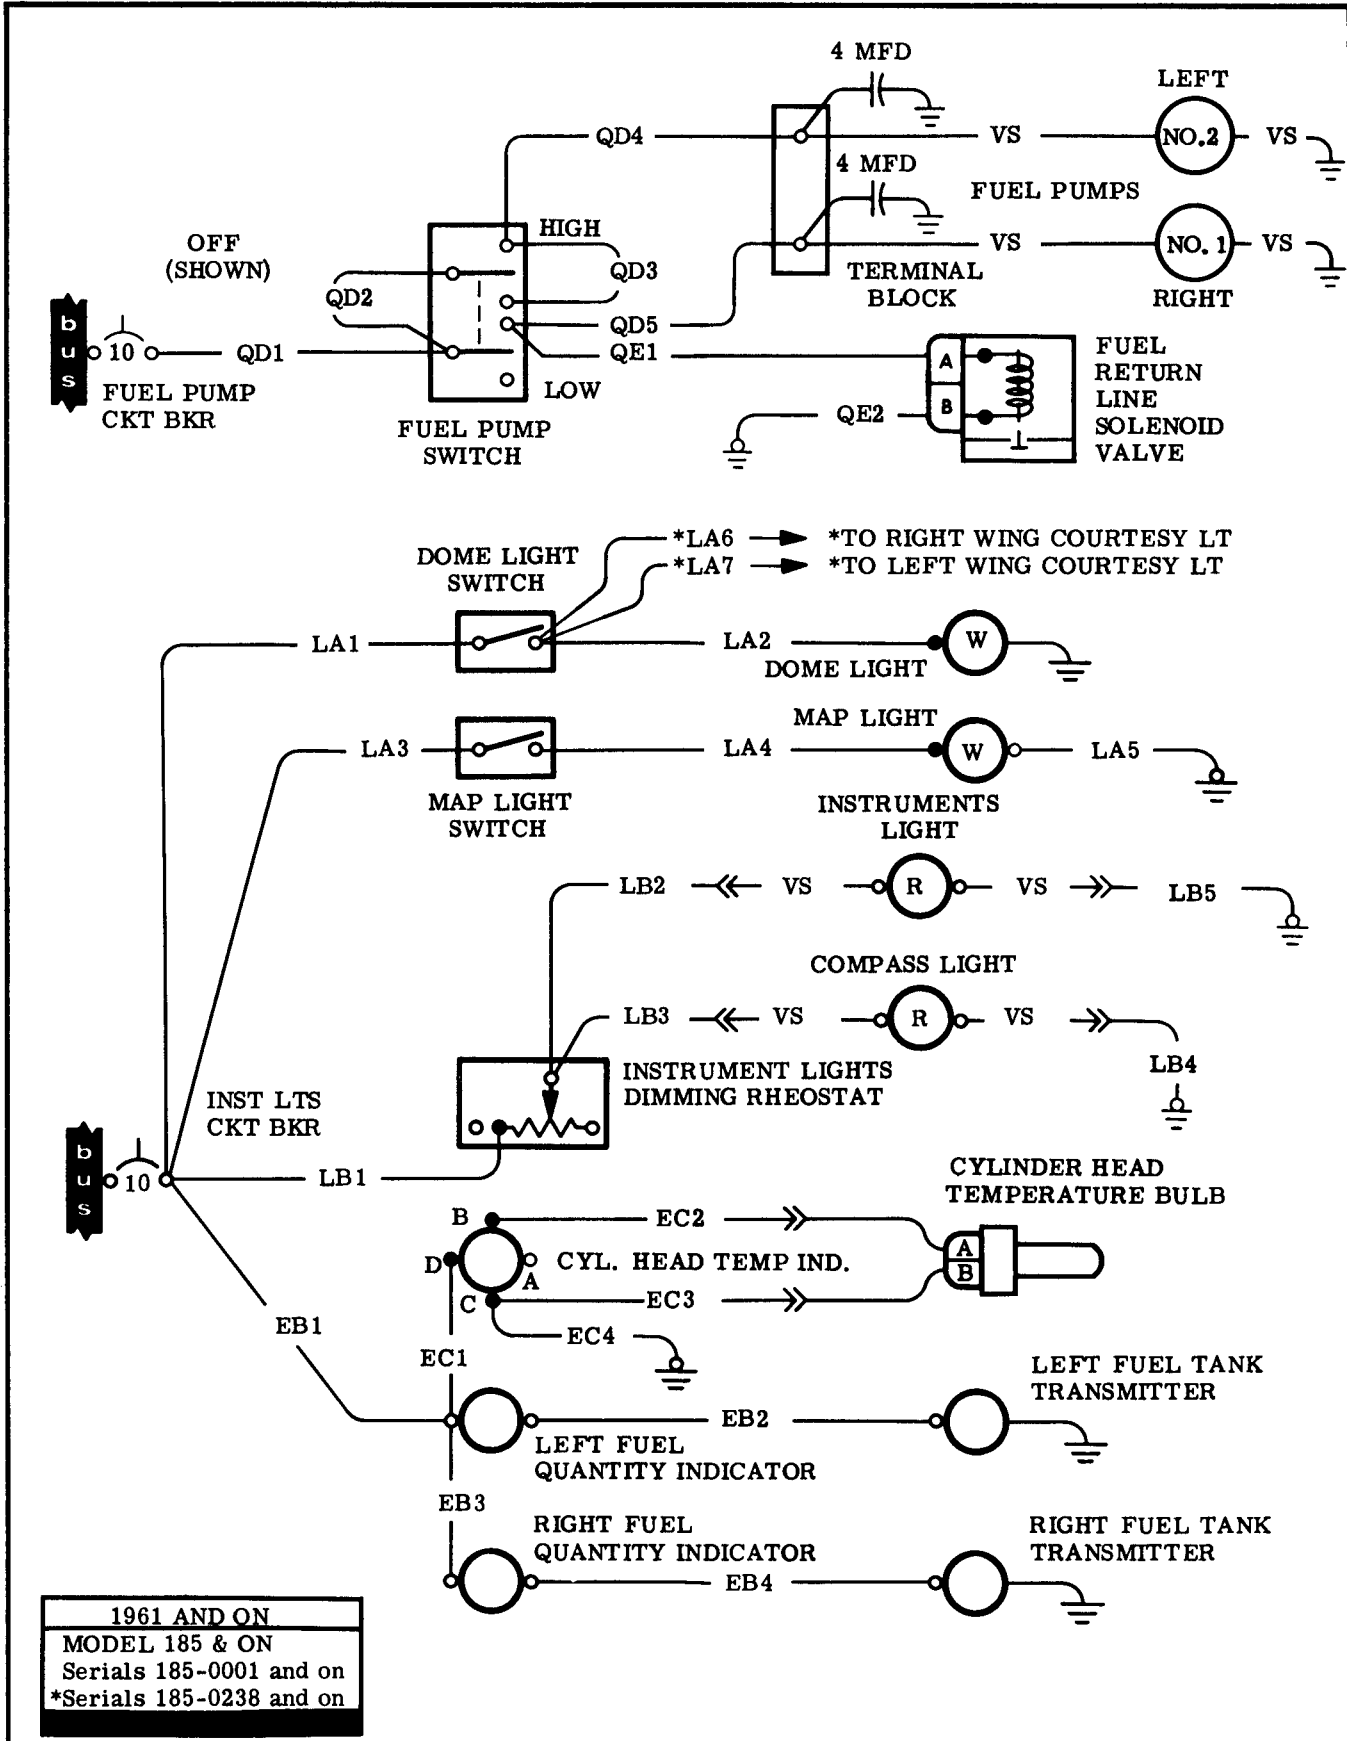 4 MFD
LEFT
QD4
VS
NO.2
VS
4 MFD
FUEL PUMPS
HIGH
OFF
(SHOWN)
QD3
VS
NO. 1
VS
TERMINAL
BLOCK
RIGHT
QD2
QD5
bus
10
QD1
QE1
A
B
FUEL
RETURN
LINE
SOLENOID
VALVE
FUEL PUMP
CKT BKR
LOW
QE2
FUEL PUMP
SWITCH
*LA6
*TO RIGHT WING COURTESY LT
*LA7
*TO LEFT WING COURTESY LT
DOME LIGHT
SWITCH
LA1
LA2
W
DOME LIGHT
MAP LIGHT
LA3
LA4
W
LA5
MAP LIGHT
SWITCH
INSTRUMENTS
LIGHT
LB2
VS
R
VS
LB5
COMPASS LIGHT
LB3
VS
R
VS
LB4
INSTRUMENT LIGHTS
DIMMING RHEOSTAT
INST LTS
CKT BKR
bus
10
LB1
CYLINDER HEAD
TEMPERATURE BULB
B
EC2
D
A
CYL. HEAD TEMP IND.
A
B
C
EC3
EC4
EB1
EC1
LEFT FUEL TANK
TRANSMITTER
EB2
LEFT FUEL
QUANTITY INDICATOR
EB3
RIGHT FUEL
QUANTITY INDICATOR
RIGHT FUEL TANK
TRANSMITTER
EB4
1961 AND ON
MODEL 185 & ON
Serials 185-0001 and on
*Serials 185-0238 and on